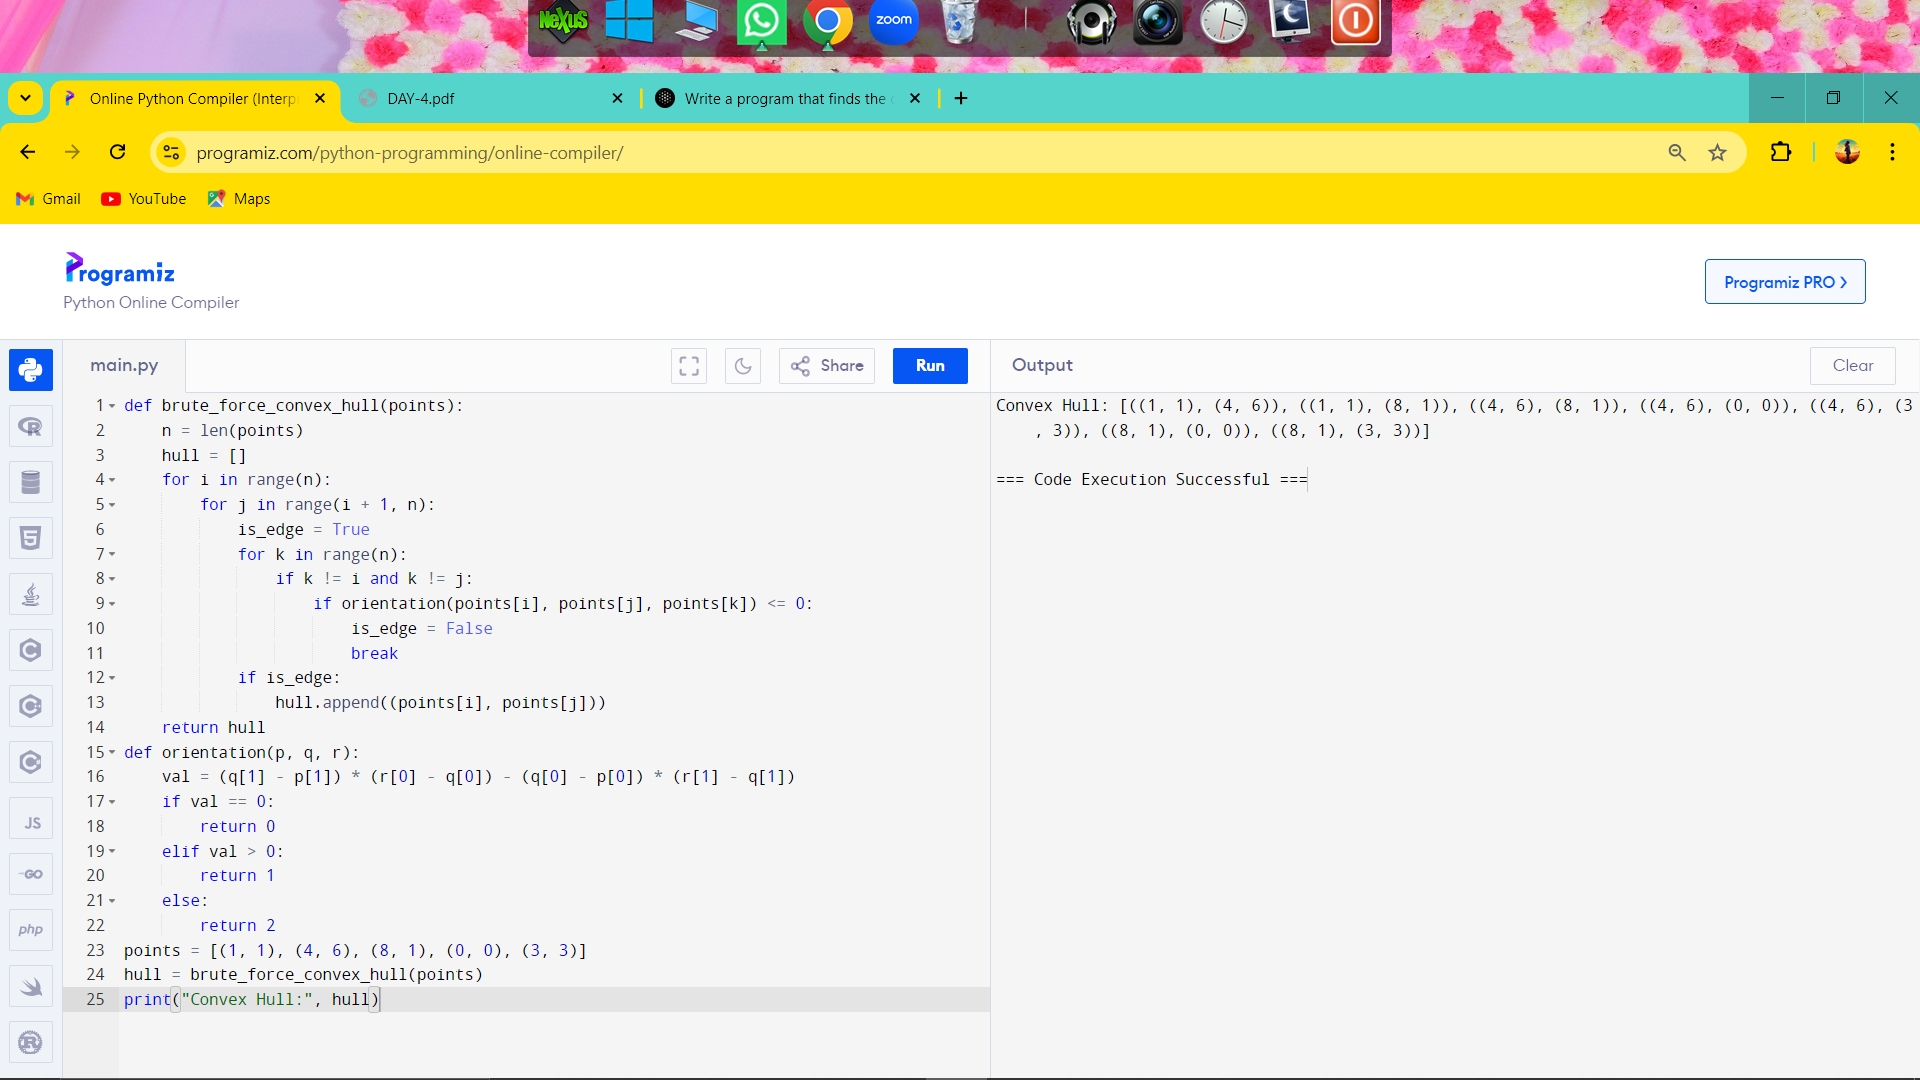 NeXus
zoom
Online Python Compiler (Interp
DAY-4.pdf
Write a program that finds the
programiz.com/python-programming/online-compiler/
Gmail
YouTube
Maps
Programiz
Python Online Compiler
Programiz PRO
main.py
Share
Run
Output
Clear
1 def brute_force_convex_hull(points):
2     n = len(points)
3     hull = []
4     for i in range(n):
5         for j in range(i + 1, n):
6             is_edge = True
7             for k in range(n):
8                 if k != i and k != j:
9                     if orientation(points[i], points[j], points[k]) <= 0:
10                         is_edge = False
11                         break
12             if is_edge:
13                 hull.append((points[i], points[j]))
14     return hull
15 def orientation(p, q, r):
16     val = (q[1] - p[1]) * (r[0] - q[0]) - (q[0] - p[0]) * (r[1] - q[1])
17     if val == 0:
18         return 0
19     elif val > 0:
20         return 1
21     else:
22         return 2
23 points = [(1, 1), (4, 6), (8, 1), (0, 0), (3, 3)]
24 hull = brute_force_convex_hull(points)
25 print("Convex Hull:", hull)
Convex Hull: [((1, 1), (4, 6)), ((1, 1), (8, 1)), ((4, 6), (8, 1)), ((4, 6), (0, 0)), ((4, 6), (3
, 3)), ((8, 1), (0, 0)), ((8, 1), (3, 3))]
=== Code Execution Successful ===
R
JS
GO
php